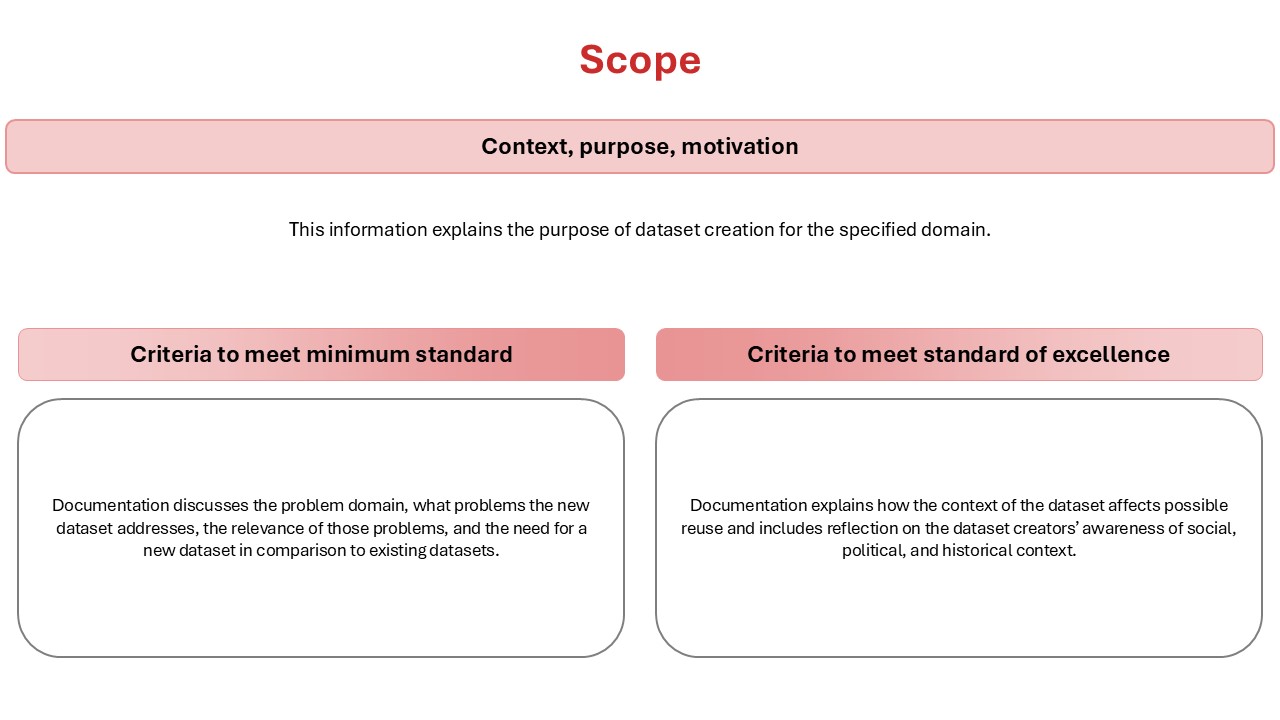 Scope
Context, purpose, motivation
This information explains the purpose of dataset creation for the specified domain.
Criteria to meet minimum standard
Documentation discusses the problem domain, what problems the new
dataset addresses, the relevance of those problems, and the need for a
new dataset in comparison to existing datasets.
Criteria to meet standard of excellence
Documentation explains how the context of the dataset affects possible
reuse and includes reflection on the dataset creators’ awareness of social,
political, and historical context.